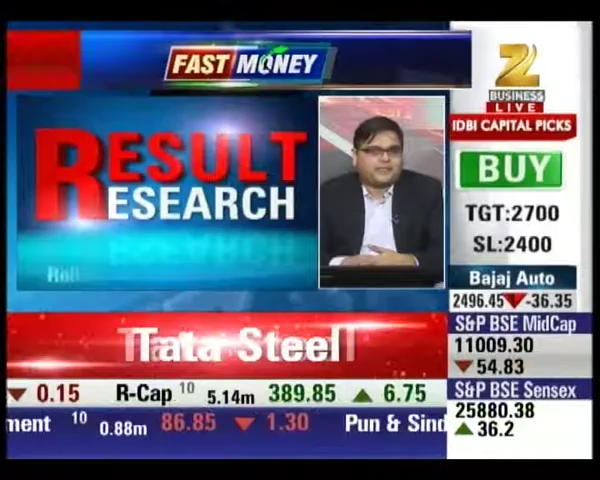 FAST MONEY
Z
BUSINESS
LIVE
IDBI CAPITAL PICKS
BUY
TGT:2700
SL:2400
Bajaj Auto
2496.45 -36.35
RESULT
RESEARCH
S&P BSE MidCap
11009.30
54.83
Tata Steel
S&P BSE Sensex
25880.38
36.2
0.15 R-Cap 10 5.14m 389.85 6.75
ment 10 0.88m 86.85 1.30 Pun & Sind